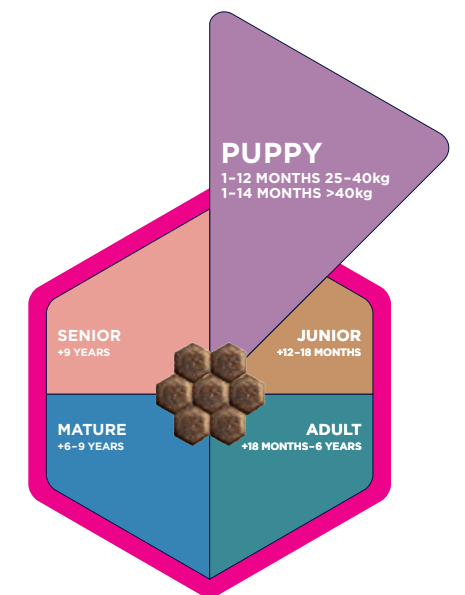 PUPPY
1–12 MONTHS 25–40kg
1–14 MONTHS >40kg
SENIOR
+9 YEARS
JUNIOR
+12–18 MONTHS
MATURE
+6–9 YEARS
ADULT
+18 MONTHS–6 YEARS